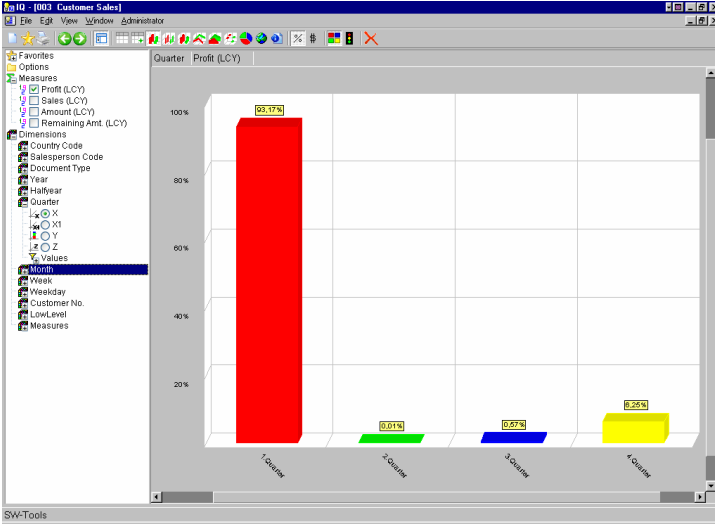 IQ - [003 Customer Sales]
File Edit View Window Administrator
% #
Favorites
Options
Measures
Profit (LCY)
Sales (LCY)
Amount (LCY)
Remaining Amt. (LCY)
Dimensions
Country Code
Salesperson Code
Document Type
Year
Halfyear
Quarter
X
X1
Y
Z
Values
Month
Week
Weekday
Customer No.
LowLevel
Measures
Quarter Profit (LCY)
100%
80%
60%
40%
20%
93,17%
0,01%
0,57%
6,25%
1.Quarter
2.Quarter
3.Quarter
4.Quarter
SW-Tools